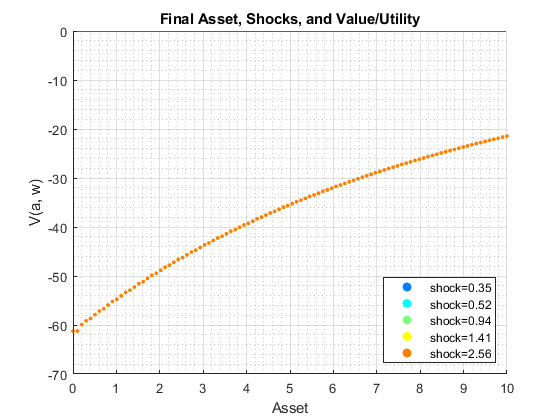 Final Asset, Shocks, and Value/Utility
0
-10
-20
-30
-40
-50
-60
-70
V(a, w)
shock=0.35
shock=0.52
shock=0.94
shock=1.41
shock=2.56
0 1 2 3 4 5 6 7 8 9 10
Asset